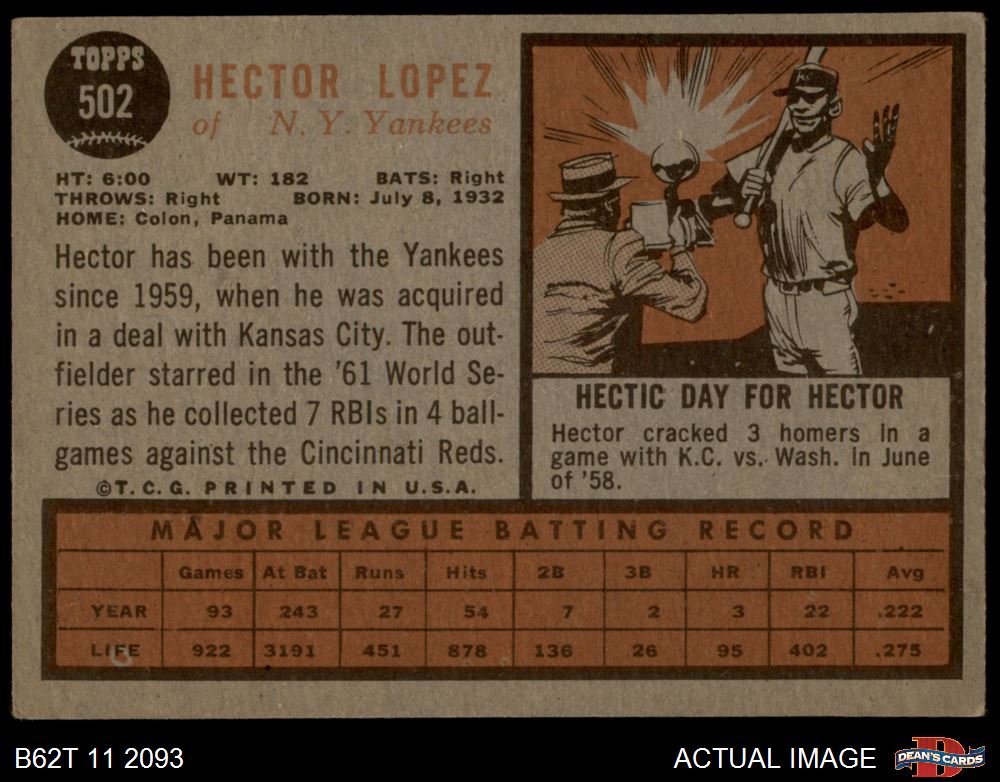 TOPPS
502
HECTOR LOPEZ
of N.Y. Yankees
HT: 6:00 WT: 182 BATS: Right
THROWS: Right BORN: July 8, 1932
HOME: Colon, Panama
Hector has been with the Yankees
since 1959, when he was acquired
in a deal with Kansas City. The out-
fielder starred in the '61 World Se-
ries as he collected 7 RBIs in 4 ball-
games against the Cincinnati Reds.
©T.C.G. PRINTED IN U.S.A.
KC
HECTIC DAY FOR HECTOR
Hector cracked 3 homers in a
game with K.C. vs. Wash. in June
of '58.
MAJOR LEAGUE BATTING RECORD
Games At Bat Runs Hits 2B 3B HR RBI Avg
YEAR 93 243 27 54 7 2 3 22 .222
LIFE 922 3191 451 878 136 26 95 402 .275
B62T 11 2093 ACTUAL IMAGE
D
DEAN'S CARDS